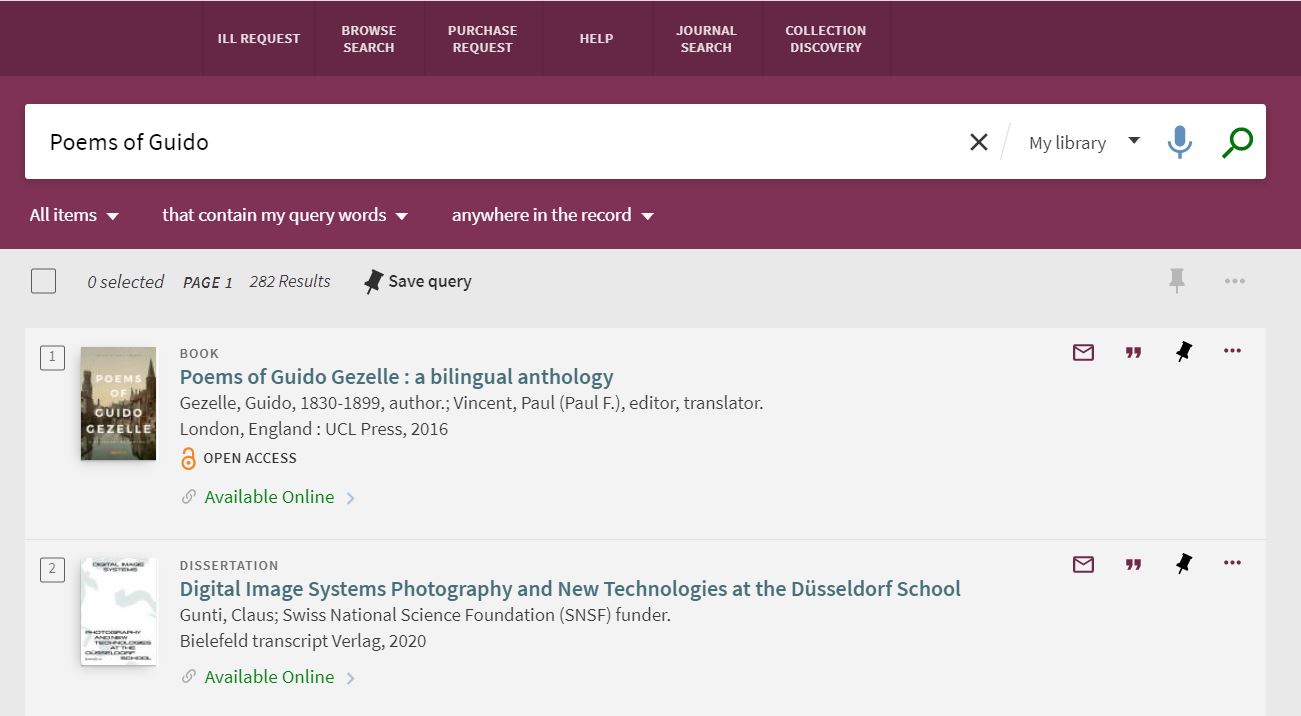 ILL REQUEST
BROWSE
SEARCH
PURCHASE
REQUEST
HELP
JOURNAL
SEARCH
COLLECTION
DISCOVERY
Poems of Guido
My library
All items
that contain my query words
anywhere in the record
0 selected PAGE 1 282 Results Save query
1
POEMS
OF
GUIDO
GEZELLE
BOOK
Poems of Guido Gezelle : a bilingual anthology
Gezelle, Guido, 1830-1899, author.; Vincent, Paul (Paul F.), editor, translator.
London, England : UCL Press, 2016
OPEN ACCESS
Available Online
2
DIGITAL IMAGE
SYSTEMS
PHOTOGRAPHY
AND NEW
TECHNOLOGIES
AT THE
DÜSSELDORF
SCHOOL
DISSERTATION
Digital Image Systems Photography and New Technologies at the Düsseldorf School
Gunti, Claus; Swiss National Science Foundation (SNSF) funder.
Bielefeld transcript Verlag, 2020
Available Online